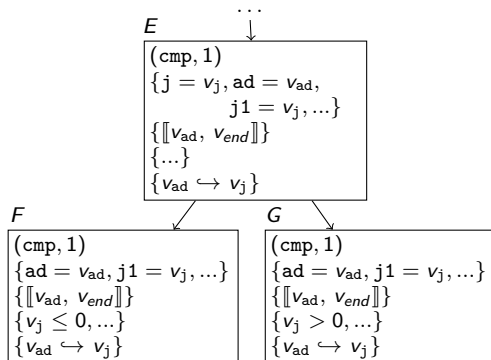 ...
E
(cmp, 1)
{j = v_j, ad = v_ad,
j1 = v_j, ...}
{⟦v_ad, v_end⟧}
{...}
{v_ad ↪ v_j}
F
(cmp, 1)
{ad = v_ad, j1 = v_j, ...}
{⟦v_ad, v_end⟧}
{v_j ≤ 0, ...}
{v_ad ↪ v_j}
G
(cmp, 1)
{ad = v_ad, j1 = v_j, ...}
{⟦v_ad, v_end⟧}
{v_j > 0, ...}
{v_ad ↪ v_j}